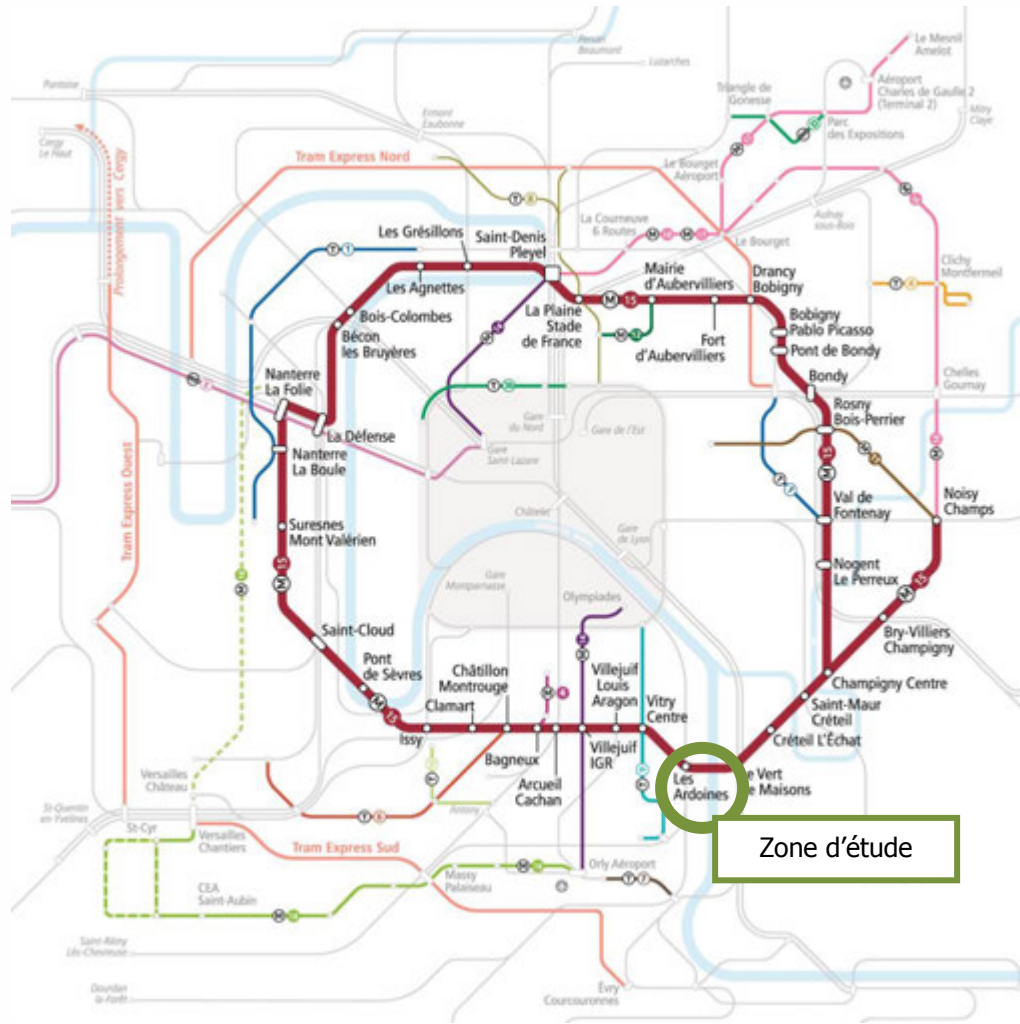 Persan
Beaumont
Luzarches
Le Mesnil
Amelot
Aéroport
Charles de Gaulle 2
(Terminal 2)
Pontoise
Triangle de
Gonesse
Mitry
Claye
Ermont
Eaubonne
Parc
des Expositions
Cergy
Le Haut
Tram Express Nord
Prolongement vers Cergy
Le Bourget
Aéroport
La Courneuve
6 Routes
Aulnay
sous-Bois
Le Bourget
Les Grésillons
Saint-Denis
Pleyel
Clichy
Montfermeil
Les Agnettes
Mairie
d'Aubervilliers
Drancy
Bobigny
Bois-Colombes
La Plaine
Stade
de France
M 15
Bobigny
Pablo Picasso
Bécon
les Bruyères
Fort
d'Aubervilliers
Pont de Bondy
Chelles
Gournay
Nanterre
La Folie
Bondy
Rosny
Bois-Perrier
La Défense
Gare
du Nord
Gare de l'Est
Gare
Saint-Lazare
Nanterre
La Boule
Tram Express Ouest
Val de
Fontenay
Noisy
Champs
Châtelet
Gare
de Lyon
Suresnes
Mont Valérien
Nogent
Le Perreux
Gare
Montparnasse
Olympiades
Bry-Villiers
Champigny
Saint-Cloud
Pont
de Sèvres
Châtillon
Montrouge
Villejuif
Louis
Aragon
Vitry
Centre
Champigny Centre
Clamart
Saint-Maur
Créteil
Issy
Bagneux
Villejuif
IGR
Créteil L'Échat
Arcueil
Cachan
Les
Ardoines
e Vert
e Maisons
Versailles
Château
Antony
St-Quentin
en-Yvelines
St-Cyr
Versailles
Chantiers
Tram Express Sud
Zone d'étude
Massy
Palaiseau
Orly Aéroport
CEA
Saint-Aubin
Saint-Rémy
Lès-Chevreuse
Dourdan
la-Forêt
Évry
Courcouronnes